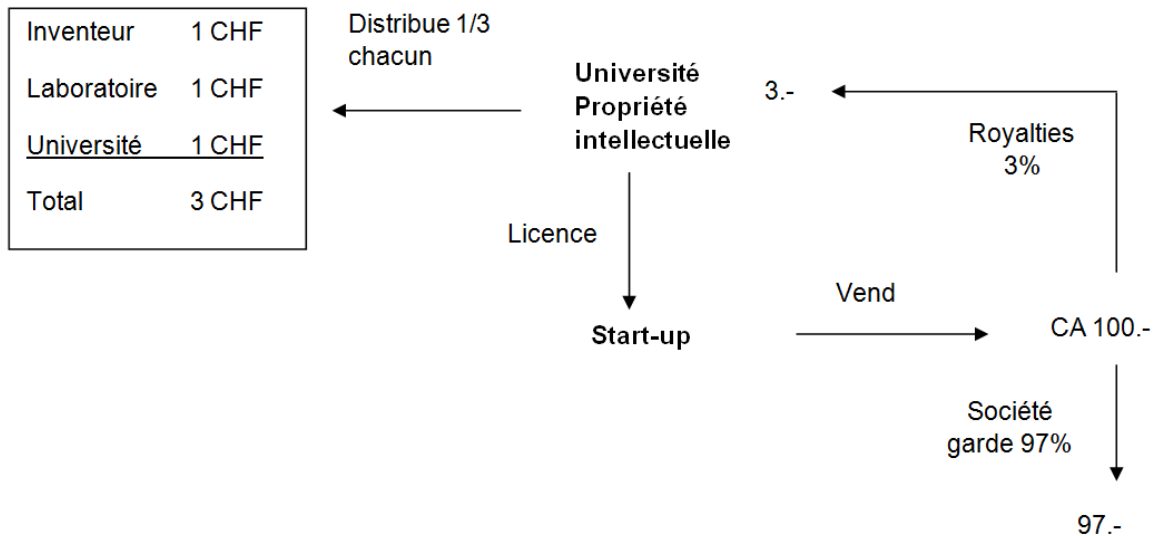 Inventeur 1 CHF
Laboratoire 1 CHF
Université 1 CHF
Total 3 CHF
Distribue 1/3
chacun
Université
Propriété
intellectuelle
3.-
Royalties
3%
Licence
Start-up
Vend
CA 100.-
Société
garde 97%
97.-